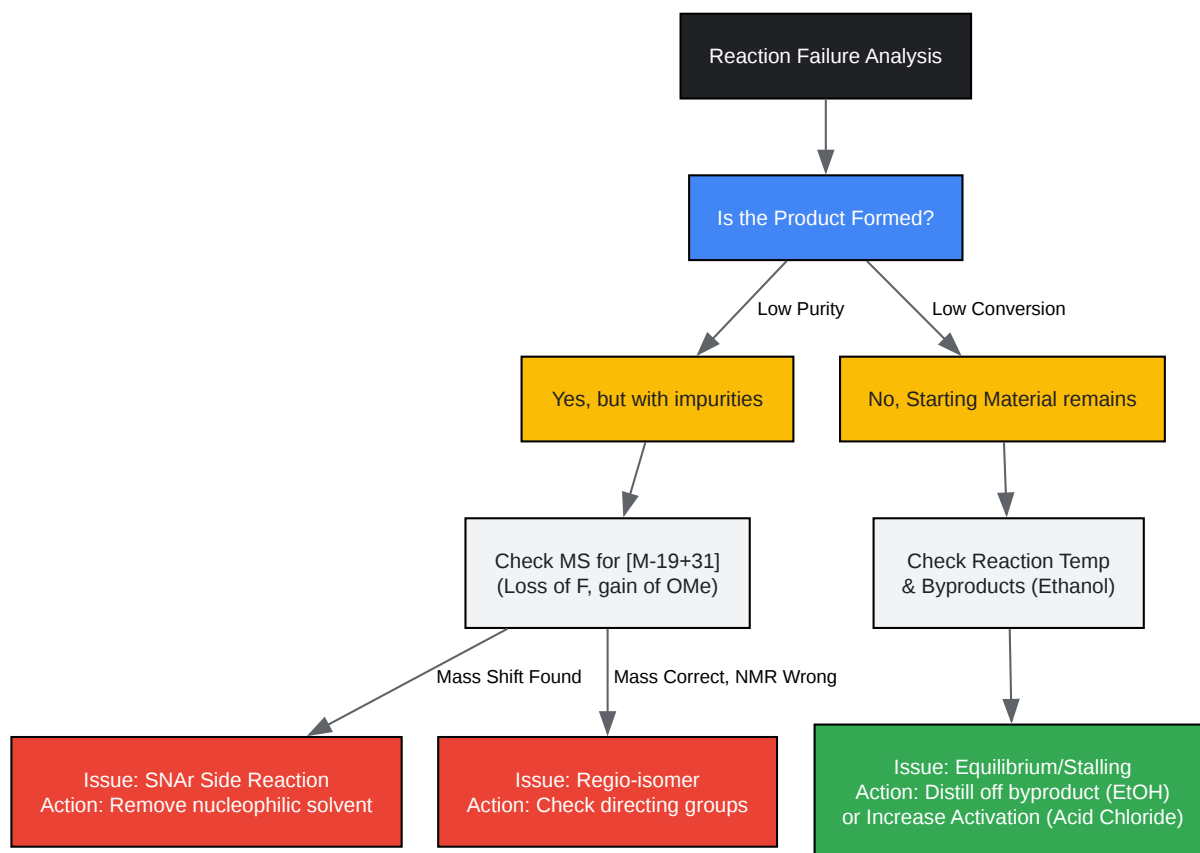 Reaction Failure Analysis
Is the Product Formed?
Low Purity
Low Conversion
Yes, but with impurities
No, Starting Material remains
Check MS for [M-19+31]
(Loss of F, gain of OMe)
Check Reaction Temp
& Byproducts (Ethanol)
Mass Shift Found
Mass Correct, NMR Wrong
Issue: SNAr Side Reaction
Action: Remove nucleophilic solvent
Issue: Regio-isomer
Action: Check directing groups
Issue: Equilibrium/Stalling
Action: Distill off byproduct (EtOH)
or Increase Activation (Acid Chloride)